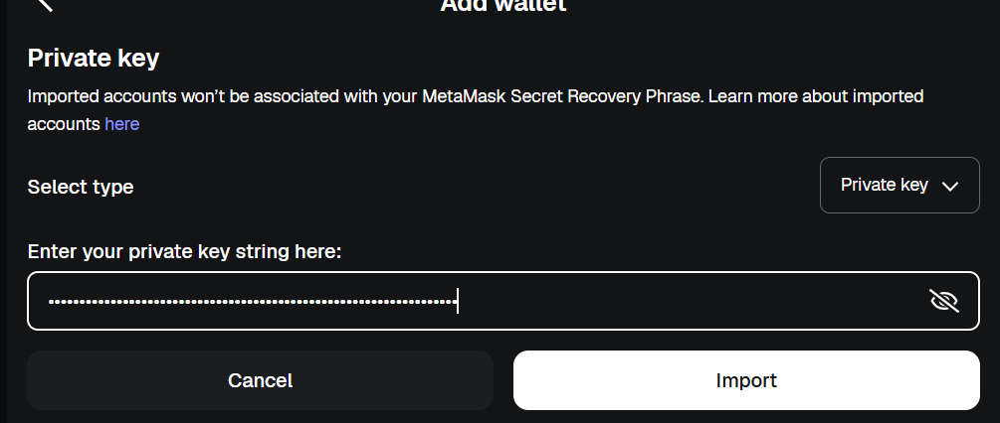 Add wallet
Private key
Imported accounts won’t be associated with your MetaMask Secret Recovery Phrase. Learn more about imported
accounts here
Select type
Private key
Enter your private key string here:
Cancel
Import